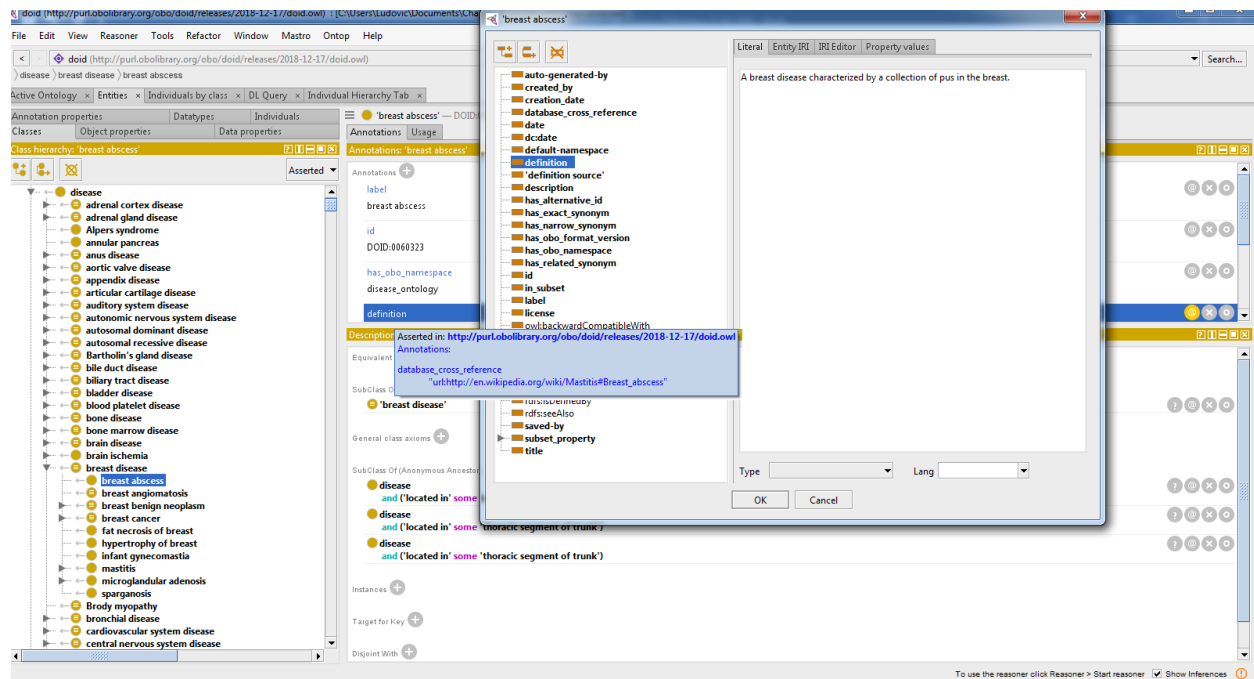 doid (http://purl.obolibrary.org/obo/doid/releases/2018-12-17/doid.owl) : [C:\Users\Ludovic\Documents\Cha
File Edit View Reasoner Tools Refactor Window Mastro Ontop Help
< > doid (http://purl.obolibrary.org/obo/doid/releases/2018-12-17/doid.owl)
Search...
disease 〉breast disease 〉breast abscess
Active Ontology × Entities × Individuals by class × DL Query × Individual Hierarchy Tab ×
Annotation properties Datatypes Individuals
Classes Object properties Data properties
Class hierarchy: 'breast abscess'
Asserted
disease
adrenal cortex disease
adrenal gland disease
Alpers syndrome
annular pancreas
anus disease
aortic valve disease
appendix disease
articular cartilage disease
auditory system disease
autonomic nervous system disease
autosomal dominant disease
autosomal recessive disease
Bartholin's gland disease
bile duct disease
biliary tract disease
bladder disease
blood platelet disease
bone disease
bone marrow disease
brain disease
brain ischemia
breast disease
breast abscess
breast angiomatosis
breast benign neoplasm
breast cancer
fat necrosis of breast
hypertrophy of breast
infant gynecomastia
mastitis
microglandular adenosis
sparganosis
Brody myopathy
bronchial disease
cardiovascular system disease
central nervous system disease
'breast abscess' — DOID:
Annotations Usage
Annotations: 'breast abscess'
Annotations
label
breast abscess
id
DOID:0060323
has_obo_namespace
disease_ontology
definition
Description
Asserted in: http://purl.obolibrary.org/obo/doid/releases/2018-12-17/doid.owl
Annotations:
database_cross_reference
"url:http://en.wikipedia.org/wiki/Mastitis#Breast_abscess"
Equivalent
SubClass O
'breast disease'
General class axioms
SubClass Of (Anonymous Ancestor
disease
and ('located in' some
disease
and ('located in' some 'thoracic segment of trunk')
disease
and ('located in' some 'thoracic segment of trunk')
Instances
Target for Key
Disjoint With
'breast abscess'
auto-generated-by
created_by
creation_date
database_cross_reference
date
dc:date
default-namespace
definition
'definition source'
description
has_alternative_id
has_exact_synonym
has_narrow_synonym
has_obo_format_version
has_obo_namespace
has_related_synonym
id
in_subset
label
license
owl:backwardCompatibleWith
rdfs:isDefinedBy
rdfs:seeAlso
saved-by
subset_property
title
Literal Entity IRI IRI Editor Property values
A breast disease characterized by a collection of pus in the breast.
Type Lang
OK Cancel
To use the reasoner click Reasoner > Start reasoner Show Inferences